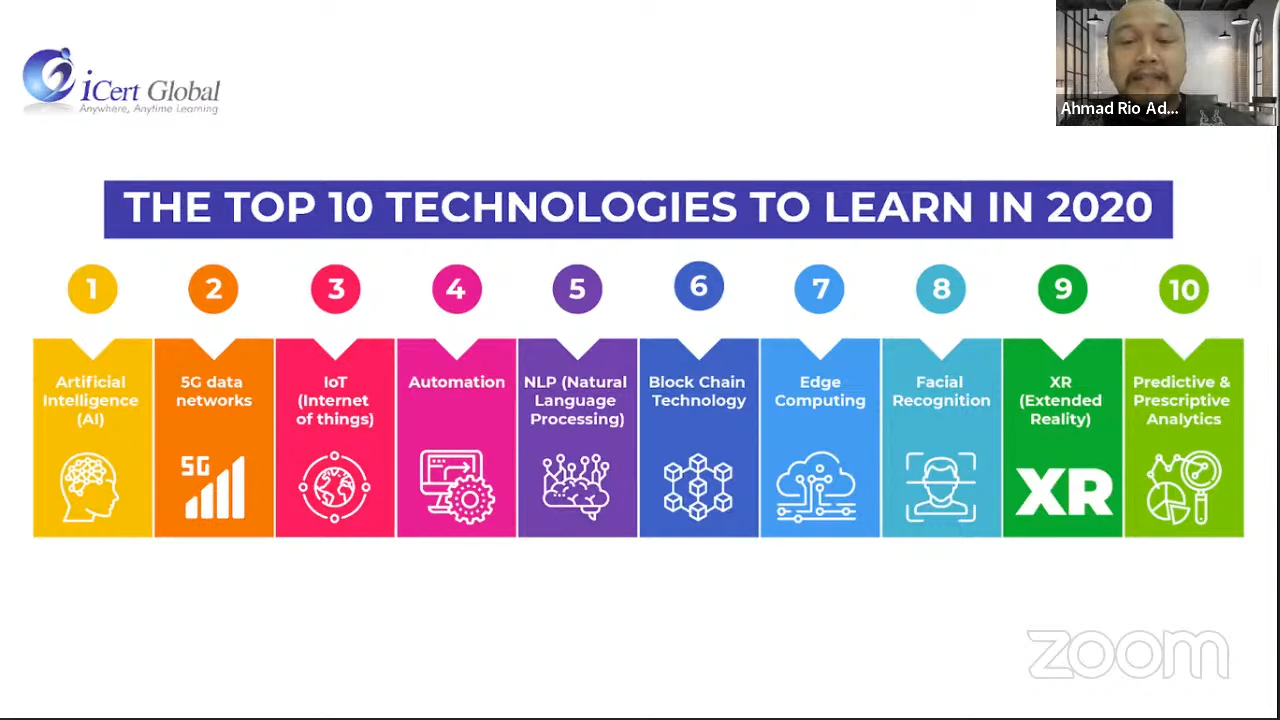 iCert Global
Anywhere, Anytime Learning
Ahmad Rio Ad...
THE TOP 10 TECHNOLOGIES TO LEARN IN 2020
1
Artificial
Intelligence
(AI)
2
5G data
networks
5G
3
IoT
(Internet
of things)
4
Automation
5
NLP (Natural
Language
Processing)
6
Block Chain
Technology
7
Edge
Computing
8
Facial
Recognition
9
XR
(Extended
Reality)
XR
10
Predictive &
Prescriptive
Analytics
zoom